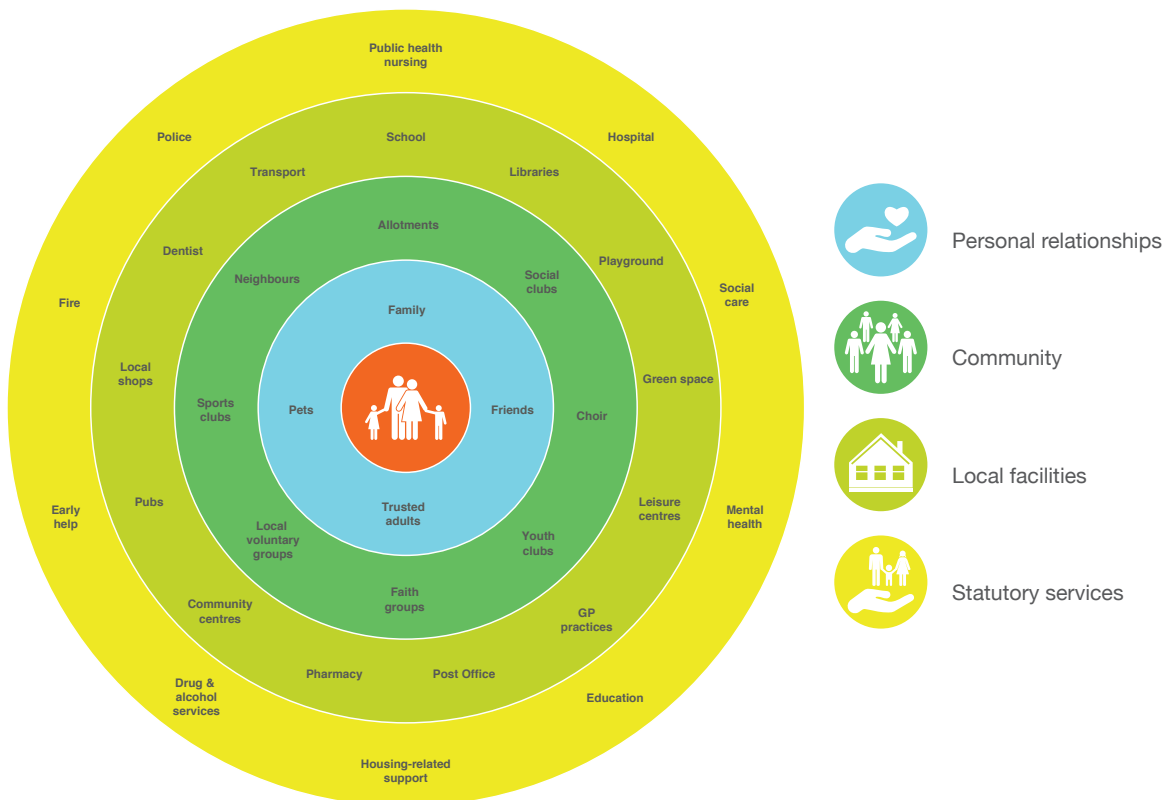 Public health
nursing
Police
Hospital
School
Transport
Libraries
Allotments
Dentist
Playground
Neighbours
Social
clubs
Fire
Social
care
Family
Local
shops
Green space
Sports
clubs
Pets
Friends
Choir
Pubs
Leisure
centres
Early
help
Trusted
adults
Mental
health
Local
voluntary
groups
Youth
clubs
Faith
groups
Community
centres
GP
practices
Pharmacy
Post Office
Drug &
alcohol
services
Education
Housing-related
support
Personal relationships
Community
Local facilities
Statutory services